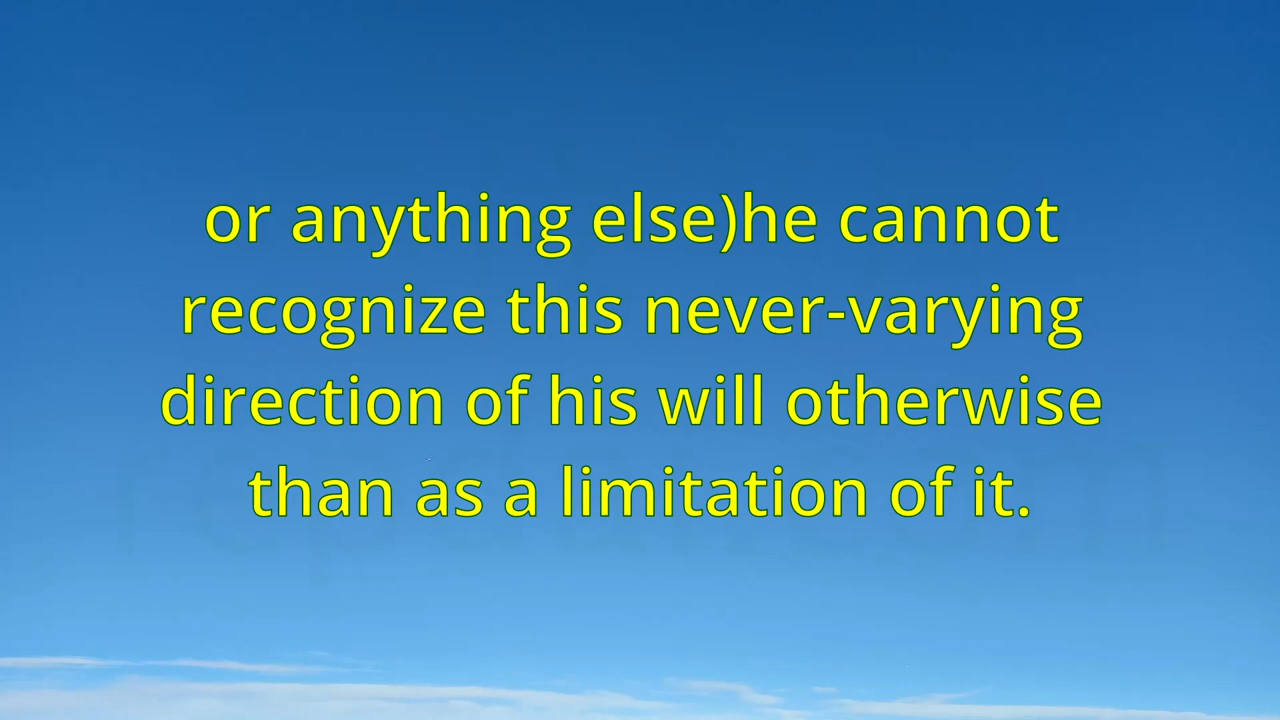 or anything else)he cannot
recognize this never-varying
direction of his will otherwise
than as a limitation of it.